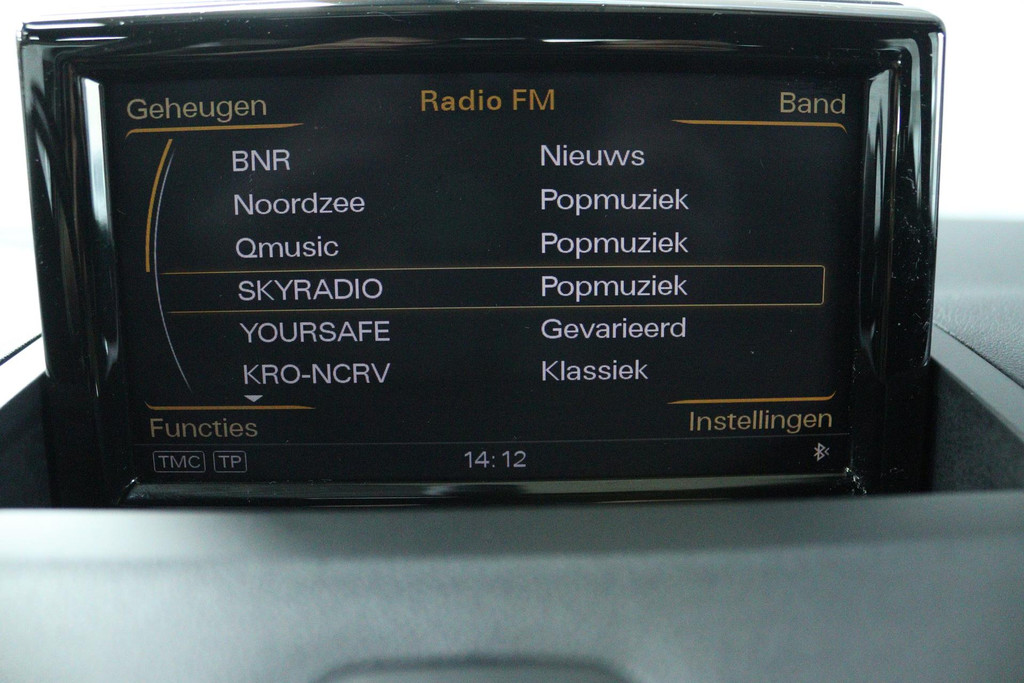 Geheugen Radio FM Band
BNR Nieuws
Noordzee Popmuziek
Qmusic Popmuziek
SKYRADIO Popmuziek
YOURSAFE Gevarieerd
KRO-NCRV Klassiek
Functies Instellingen
TMC TP 14:12